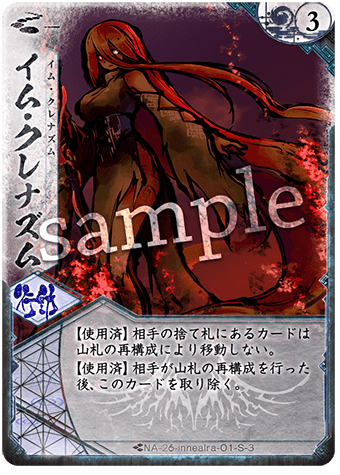 3
イム・クレナズム
イム・クレナズム
sample
行動
【使用済】相手の捨て札にあるカードは
山札の再構成により移動しない。
【使用済】相手が山札の再構成を行った
後、このカードを取り除く。
NA-26-innealra-O1-S-3